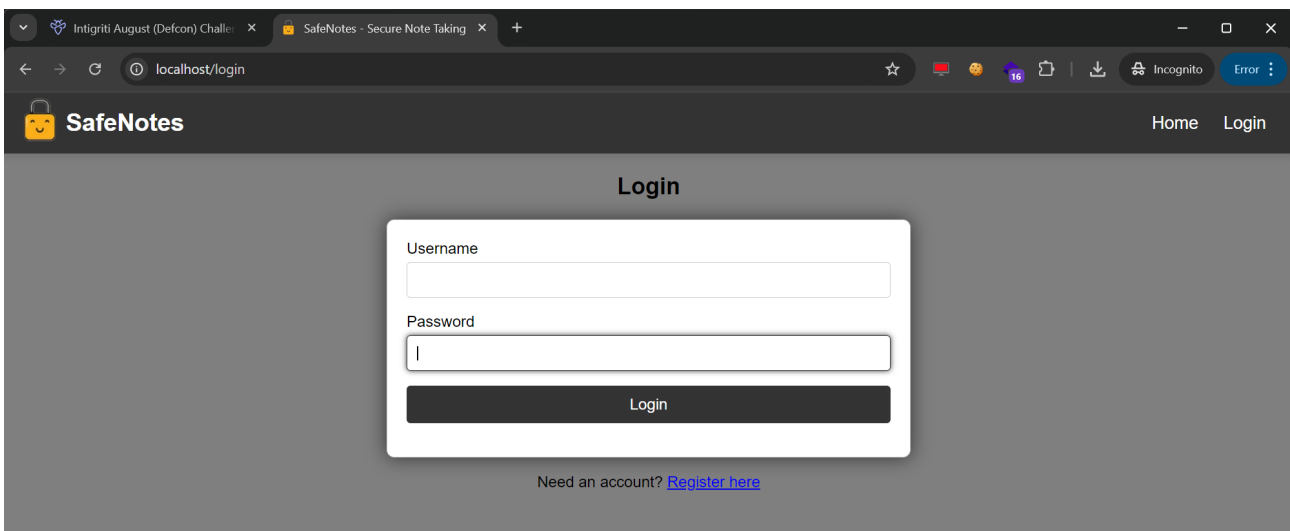 Intigriti August (Defcon) Challe
SafeNotes - Secure Note Taking
localhost/login
16
Incognito
Error
SafeNotes
Home
Login
Login
Username
Password
Login
Need an account? Register here